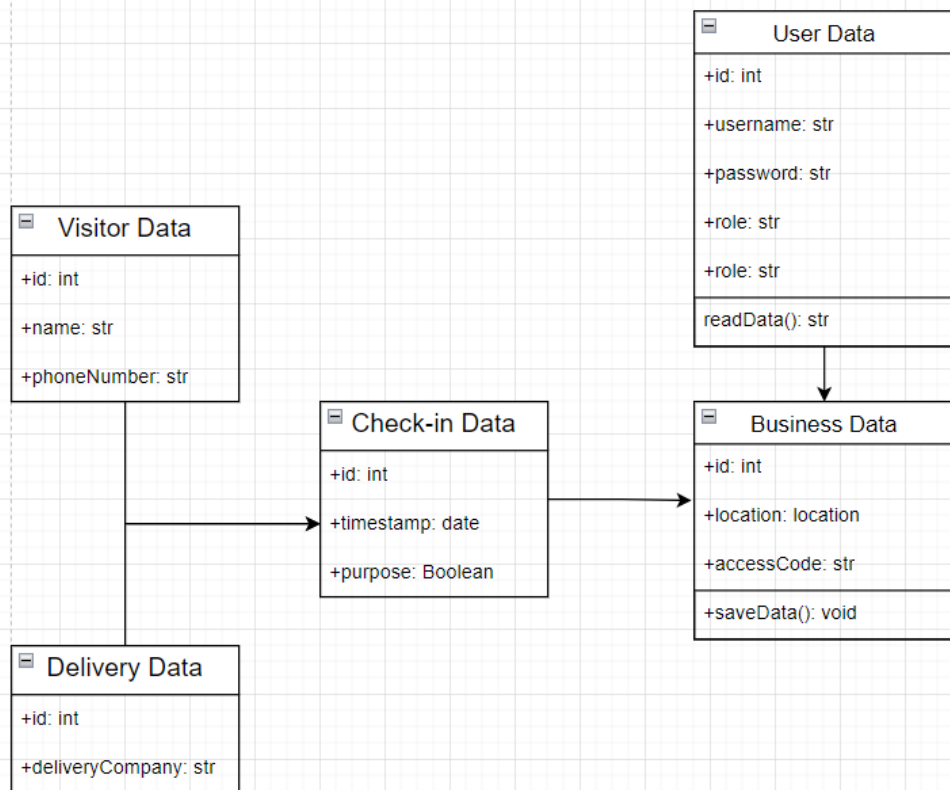 User Data
+id: int
+username: str
+password: str
+role: str
+role: str
readData(): str
Visitor Data
+id: int
+name: str
+phoneNumber: str
Check-in Data
+id: int
+timestamp: date
+purpose: Boolean
Business Data
+id: int
+location: location
+accessCode: str
+saveData(): void
Delivery Data
+id: int
+deliveryCompany: str